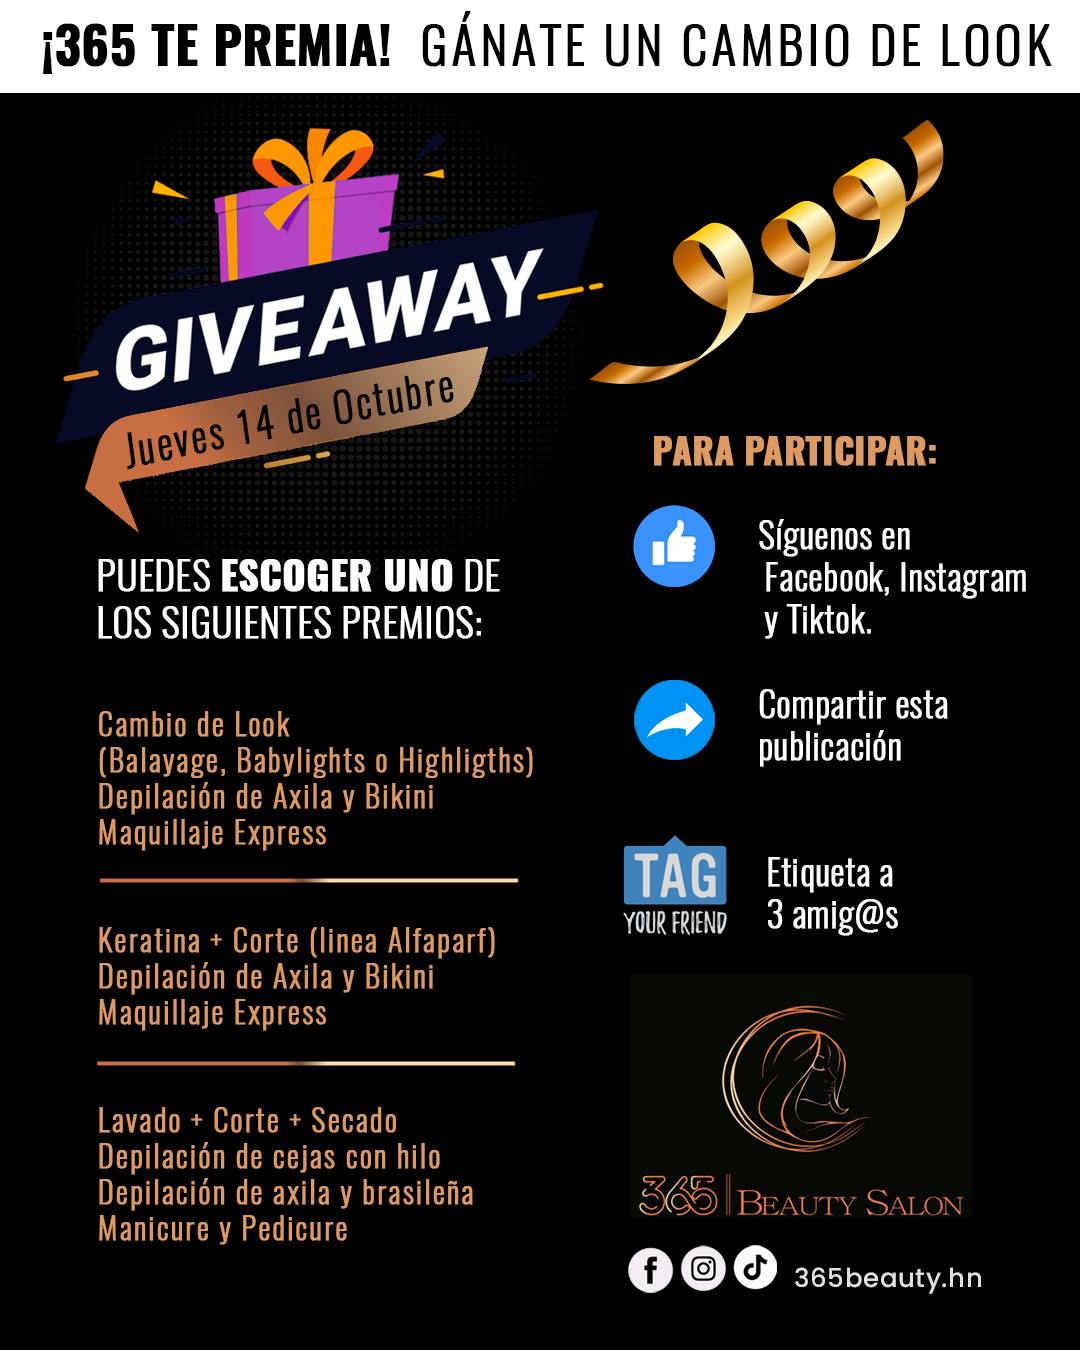 ¡365 TE PREMIA! GÁNATE UN CAMBIO DE LOOK
GIVEAWAY
Jueves 14 de Octubre
PUEDES ESCOGER UNO DE
LOS SIGUIENTES PREMIOS:
Cambio de Look
(Balayage, Babylights o Highligths)
Depilación de Axila y Bikini
Maquillaje Express
Keratina + Corte (linea Alfaparf)
Depilación de Axila y Bikini
Maquillaje Express
Lavado + Corte + Secado
Depilación de cejas con hilo
Depilación de axila y brasileña
Manicure y Pedicure
PARA PARTICIPAR:
Síguenos en
Facebook, Instagram
y Tiktok.
Compartir esta
publicación
TAG
YOUR FRIEND
Etiqueta a
3 amig@s
365 BEAUTY SALON
365beauty.hn